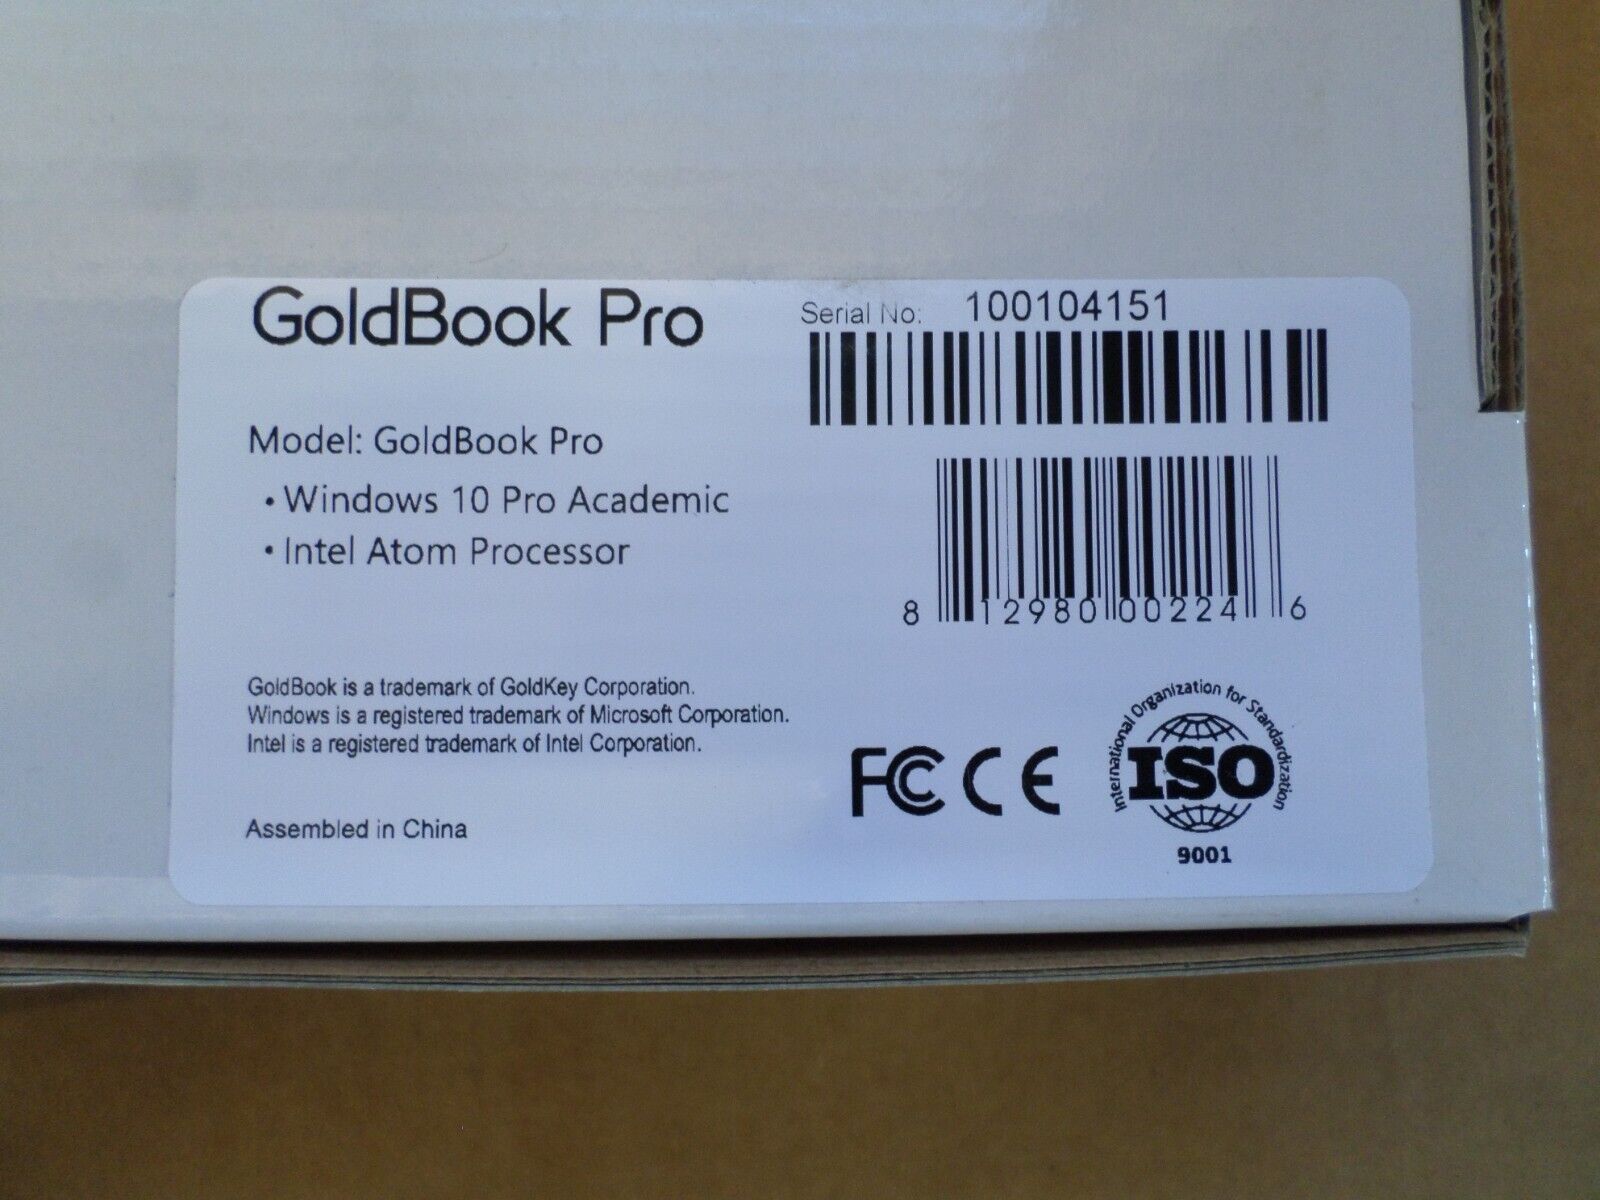 GoldBook Pro
Serial No: 100104151
Model: GoldBook Pro
• Windows 10 Pro Academic
• Intel Atom Processor
8 12980 00224 6
GoldBook is a trademark of GoldKey Corporation.
Windows is a registered trademark of Microsoft Corporation.
Intel is a registered trademark of Intel Corporation.
Assembled in China
FC CE
International Organization for Standardization
ISO
9001